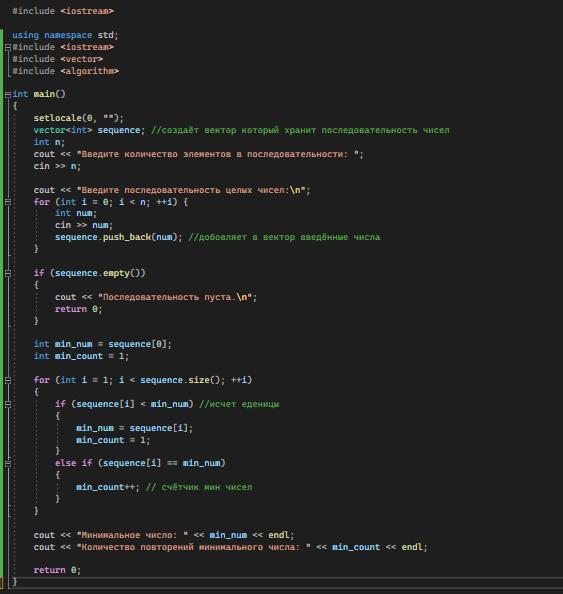 #include <iostream>
using namespace std;
#include <iostream>
#include <vector>
#include <algorithm>
int main()
{
setlocale(0, "");
vector<int> sequence; //создаёт вектор который хранит последовательность чисел
int n;
cout << "Введите количество элементов в последовательности: ";
cin >> n;
cout << "Введите последовательность целых чисел:\n";
for (int i = 0; i < n; ++i) {
int num;
cin >> num;
sequence.push_back(num); //добовляет в вектор введённые числа
}
if (sequence.empty())
{
cout << "Последовательность пуста.\n";
return 0;
}
int min_num = sequence[0];
int min_count = 1;
for (int i = 1; i < sequence.size(); ++i)
{
if (sequence[i] < min_num) //исчет еденицы
{
min_num = sequence[i];
min_count = 1;
}
else if (sequence[i] == min_num)
{
min_count++; // счётчик мин чисел
}
}
cout << "Минимальное число: " << min_num << endl;
cout << "Количество повторений минимального числа: " << min_count << endl;
return 0;
}